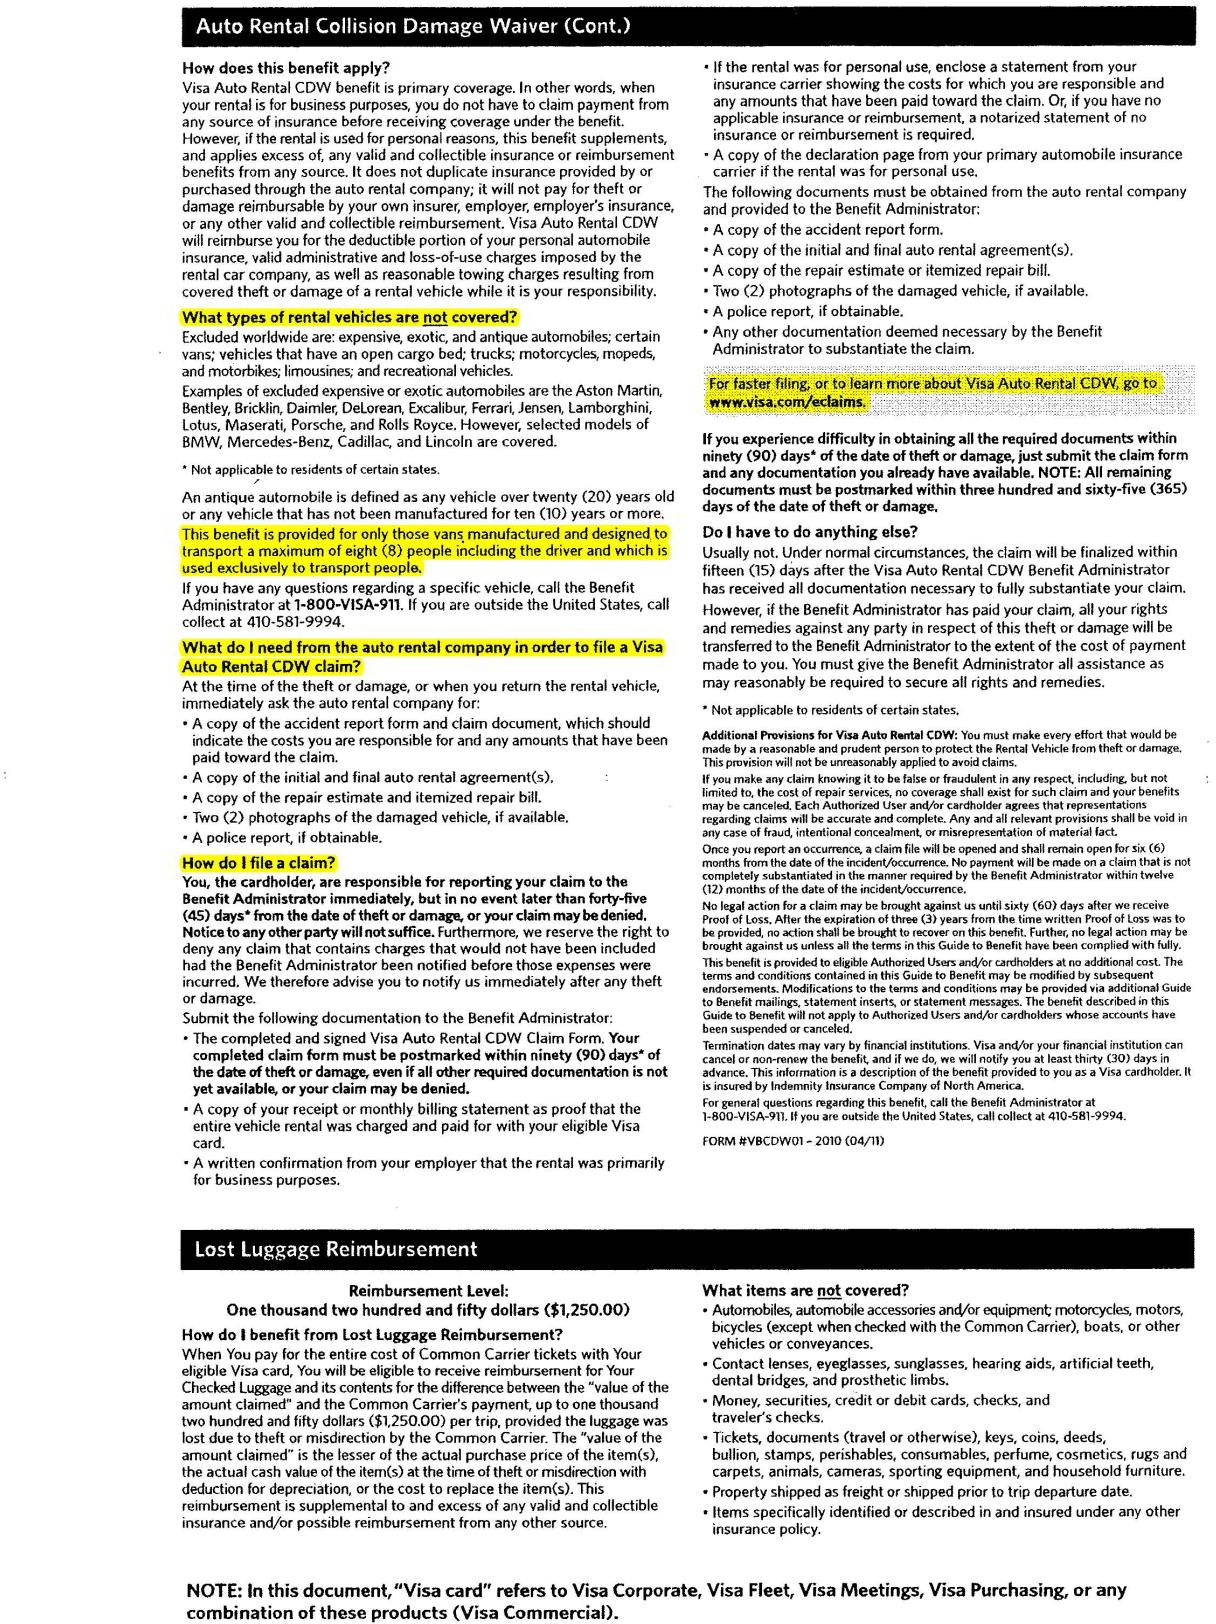 Auto Rental Collision Damage Waiver (Cont.)
How does this benefit apply?
Visa Auto Rental CDW benefit is primary coverage. In other words, when
your rental is for business purposes, you do not have to claim payment from
any source of insurance before receiving coverage under the benefit.
However, if the rental is used for personal reasons, this benefit supplements,
and applies excess of, any valid and collectible insurance or reimbursement
benefits from any source. It does not duplicate insurance provided by or
purchased through the auto rental company; it will not pay for theft or
damage reimbursable by your own insurer, employer, employer's insurance,
or any other valid and collectible reimbursement. Visa Auto Rental CDW
will reimburse you for the deductible portion of your personal automobile
insurance, valid administrative and loss-of-use charges imposed by the
rental car company, as well as reasonable towing charges resulting from
covered theft or damage of a rental vehicle while it is your responsibility.
What types of rental vehicles are not covered?
Excluded worldwide are: expensive, exotic, and antique automobiles; certain
vans; vehicles that have an open cargo bed; trucks; motorcycles, mopeds,
and motorbikes; limousines; and recreational vehicles.
Examples of excluded expensive or exotic automobiles are the Aston Martin,
Bentley, Bricklin, Daimler, DeLorean, Excalibur, Ferrari, Jensen, Lamborghini,
Lotus, Maserati, Porsche, and Rolls Royce. However, selected models of
BMW, Mercedes-Benz, Cadillac, and Lincoln are covered.
* Not applicable to residents of certain states.
An antique automobile is defined as any vehicle over twenty (20) years old
or any vehicle that has not been manufactured for ten (10) years or more.
This benefit is provided for only those vans manufactured and designed to
transport a maximum of eight (8) people including the driver and which is
used exclusively to transport people.
If you have any questions regarding a specific vehicle, call the Benefit
Administrator at 1-800-VISA-911. If you are outside the United States, call
collect at 410-581-9994.
What do I need from the auto rental company in order to file a Visa
Auto Rental CDW claim?
At the time of the theft or damage, or when you return the rental vehicle,
immediately ask the auto rental company for:
• A copy of the accident report form and claim document, which should
indicate the costs you are responsible for and any amounts that have been
paid toward the claim.
• A copy of the initial and final auto rental agreement(s).
• A copy of the repair estimate and itemized repair bill.
• Two (2) photographs of the damaged vehicle, if available.
• A police report, if obtainable.
How do I file a claim?
You, the cardholder, are responsible for reporting your claim to the
Benefit Administrator immediately, but in no event later than forty-five
(45) days* from the date of theft or damage, or your claim may be denied.
Notice to any other party will not suffice. Furthermore, we reserve the right to
deny any claim that contains charges that would not have been included
had the Benefit Administrator been notified before those expenses were
incurred. We therefore advise you to notify us immediately after any theft
or damage.
Submit the following documentation to the Benefit Administrator:
• The completed and signed Visa Auto Rental CDW Claim Form. Your
completed claim form must be postmarked within ninety (90) days* of
the date of theft or damage, even if all other required documentation is not
yet available, or your claim may be denied.
• A copy of your receipt or monthly billing statement as proof that the
entire vehicle rental was charged and paid for with your eligible Visa
card.
• A written confirmation from your employer that the rental was primarily
for business purposes.
• If the rental was for personal use, enclose a statement from your
insurance carrier showing the costs for which you are responsible and
any amounts that have been paid toward the claim. Or, if you have no
applicable insurance or reimbursement, a notarized statement of no
insurance or reimbursement is required.
• A copy of the declaration page from your primary automobile insurance
carrier if the rental was for personal use.
The following documents must be obtained from the auto rental company
and provided to the Benefit Administrator:
• A copy of the accident report form.
• A copy of the initial and final auto rental agreement(s).
• A copy of the repair estimate or itemized repair bill.
• Two (2) photographs of the damaged vehicle, if available.
• A police report, if obtainable.
• Any other documentation deemed necessary by the Benefit
Administrator to substantiate the claim.
For faster filing, or to learn more about Visa Auto Rental CDW, go to
www.visa.com/eclaims.
If you experience difficulty in obtaining all the required documents within
ninety (90) days* of the date of theft or damage, just submit the claim form
and any documentation you already have available. NOTE: All remaining
documents must be postmarked within three hundred and sixty-five (365)
days of the date of theft or damage.
Do I have to do anything else?
Usually not. Under normal circumstances, the claim will be finalized within
fifteen (15) days after the Visa Auto Rental CDW Benefit Administrator
has received all documentation necessary to fully substantiate your claim.
However, if the Benefit Administrator has paid your claim, all your rights
and remedies against any party in respect of this theft or damage will be
transferred to the Benefit Administrator to the extent of the cost of payment
made to you. You must give the Benefit Administrator all assistance as
may reasonably be required to secure all rights and remedies.
* Not applicable to residents of certain states.
Additional Provisions for Visa Auto Rental CDW: You must make every effort that would be
made by a reasonable and prudent person to protect the Rental Vehicle from theft or damage.
This provision will not be unreasonably applied to avoid claims.
If you make any claim knowing it to be false or fraudulent in any respect, including, but not
limited to, the cost of repair services, no coverage shall exist for such claim and your benefits
may be canceled. Each Authorized User and/or cardholder agrees that representations
regarding claims will be accurate and complete. Any and all relevant provisions shall be void in
any case of fraud, intentional concealment, or misrepresentation of material fact.
Once you report an occurrence, a claim file will be opened and shall remain open for six (6)
months from the date of the incident/occurrence. No payment will be made on a claim that is not
completely substantiated in the manner required by the Benefit Administrator within twelve
(12) months of the date of the incident/occurrence.
No legal action for a claim may be brought against us until sixty (60) days after we receive
Proof of Loss. After the expiration of three (3) years from the time written Proof of Loss was to
be provided, no action shall be brought to recover on this benefit. Further, no legal action may be
brought against us unless all the terms in this Guide to Benefit have been complied with fully.
This benefit is provided to eligible Authorized Users and/or cardholders at no additional cost. The
terms and conditions contained in this Guide to Benefit may be modified by subsequent
endorsements. Modifications to the terms and conditions may be provided via additional Guide
to Benefit mailings, statement inserts, or statement messages. The benefit described in this
Guide to Benefit will not apply to Authorized Users and/or cardholders whose accounts have
been suspended or canceled.
Termination dates may vary by financial institutions. Visa and/or your financial institution can
cancel or non-renew the benefit, and if we do, we will notify you at least thirty (30) days in
advance. This information is a description of the benefit provided to you as a Visa cardholder. It
is insured by Indemnity Insurance Company of North America.
For general questions regarding this benefit, call the Benefit Administrator at
1-800-VISA-911. If you are outside the United States, call collect at 410-581-9994.
FORM #VBCDW01 – 2010 (04/11)
Lost Luggage Reimbursement
Reimbursement Level:
One thousand two hundred and fifty dollars ($1,250.00)
How do I benefit from Lost Luggage Reimbursement?
When You pay for the entire cost of Common Carrier tickets with Your
eligible Visa card, You will be eligible to receive reimbursement for Your
Checked Luggage and its contents for the difference between the "value of the
amount claimed" and the Common Carrier's payment, up to one thousand
two hundred and fifty dollars ($1,250.00) per trip, provided the luggage was
lost due to theft or misdirection by the Common Carrier. The "value of the
amount claimed" is the lesser of the actual purchase price of the item(s),
the actual cash value of the item(s) at the time of theft or misdirection with
deduction for depreciation, or the cost to replace the item(s). This
reimbursement is supplemental to and excess of any valid and collectible
insurance and/or possible reimbursement from any other source.
What items are not covered?
• Automobiles, automobile accessories and/or equipment; motorcycles, motors,
bicycles (except when checked with the Common Carrier), boats, or other
vehicles or conveyances.
• Contact lenses, eyeglasses, sunglasses, hearing aids, artificial teeth,
dental bridges, and prosthetic limbs.
• Money, securities, credit or debit cards, checks, and
traveler's checks.
• Tickets, documents (travel or otherwise), keys, coins, deeds,
bullion, stamps, perishables, consumables, perfume, cosmetics, rugs and
carpets, animals, cameras, sporting equipment, and household furniture.
• Property shipped as freight or shipped prior to trip departure date.
• Items specifically identified or described in and insured under any other
insurance policy.
NOTE: In this document, "Visa card" refers to Visa Corporate, Visa Fleet, Visa Meetings, Visa Purchasing, or any
combination of these products (Visa Commercial).